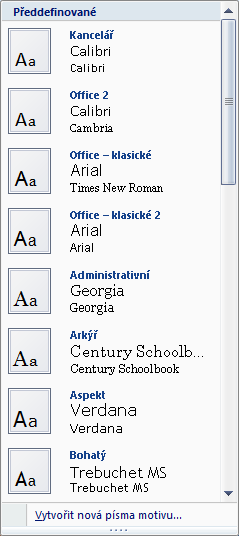 Předdefinované
Aa
Kancelář
Calibri
Calibri
Aa
Office 2
Calibri
Cambria
Aa
Office – klasické
Arial
Times New Roman
Aa
Office – klasické 2
Arial
Arial
Aa
Administrativní
Georgia
Georgia
Aa
Arkýř
Century Schoolb...
Century Schoolbook
Aa
Aspekt
Verdana
Verdana
Aa
Bohatý
Trebuchet MS
Trebuchet MS
Vytvořit nová písma motivu...